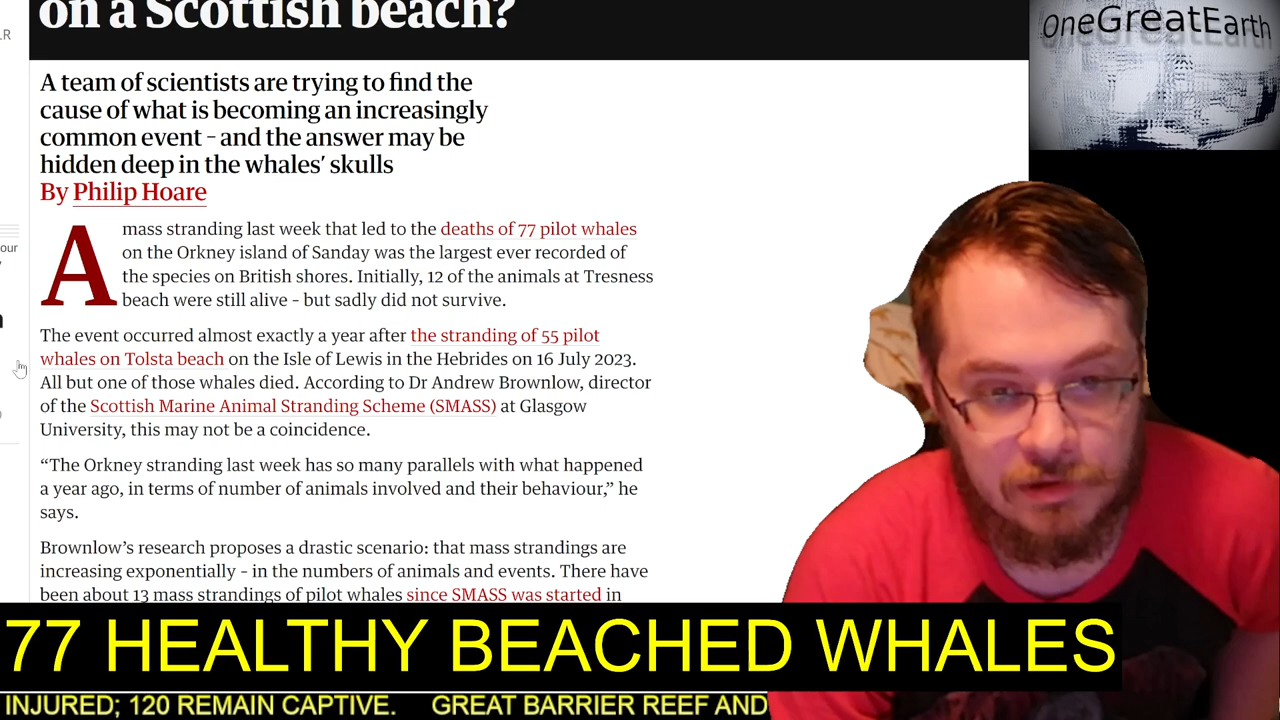 on a Scottish beach?
OneGreatEarth
LR
A team of scientists are trying to find the
cause of what is becoming an increasingly
common event – and the answer may be
hidden deep in the whales’ skulls
By Philip Hoare
A mass stranding last week that led to the deaths of 77 pilot whales
on the Orkney island of Sanday was the largest ever recorded of
the species on British shores. Initially, 12 of the animals at Tresness
beach were still alive – but sadly did not survive.
our
The event occurred almost exactly a year after the stranding of 55 pilot
whales on Tolsta beach on the Isle of Lewis in the Hebrides on 16 July 2023.
All but one of those whales died. According to Dr Andrew Brownlow, director
of the Scottish Marine Animal Stranding Scheme (SMASS) at Glasgow
University, this may not be a coincidence.
“The Orkney stranding last week has so many parallels with what happened
a year ago, in terms of number of animals involved and their behaviour,” he
says.
Brownlow’s research proposes a drastic scenario: that mass strandings are
increasing exponentially – in the numbers of animals and events. There have
been about 13 mass strandings of pilot whales since SMASS was started in
77 HEALTHY BEACHED WHALES
INJURED; 120 REMAIN CAPTIVE. GREAT BARRIER REEF AND